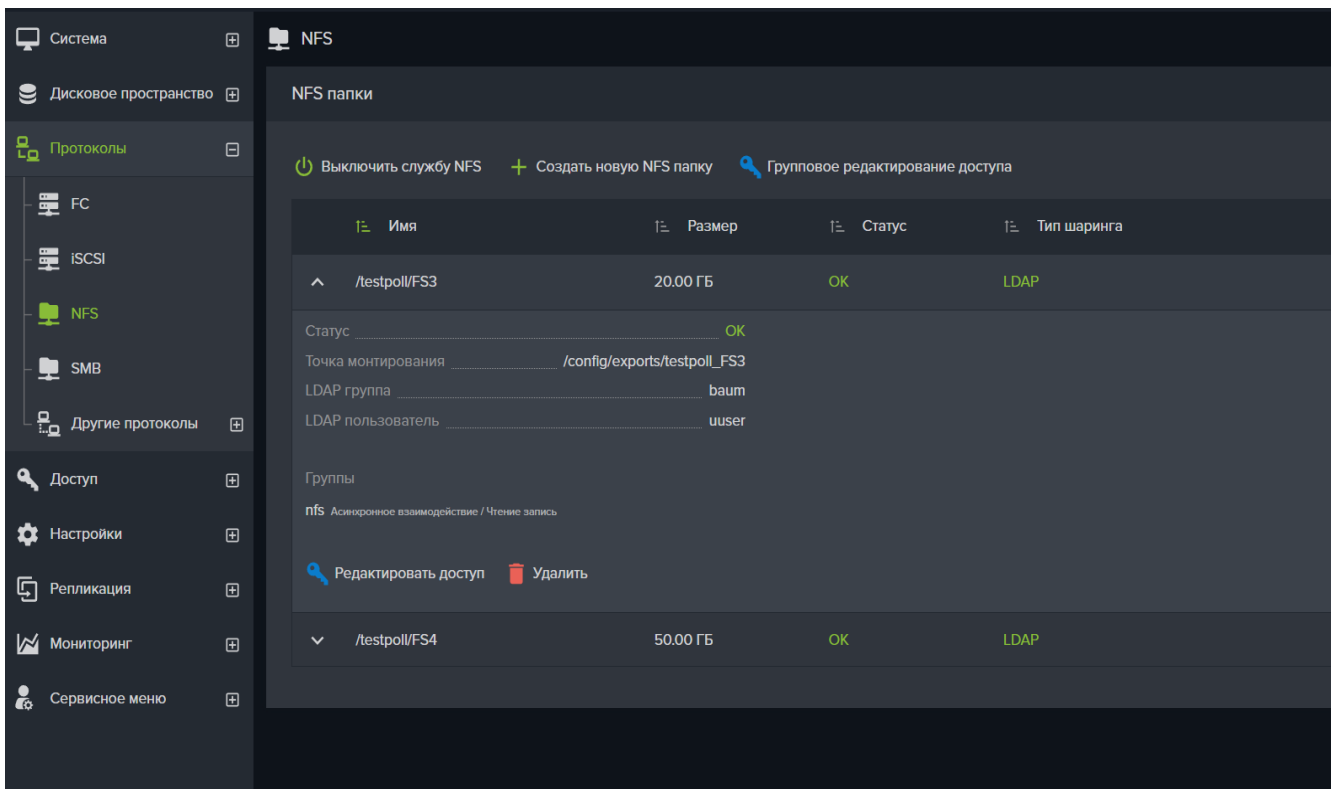 Система
NFS
Дисковое пространство
NFS папки
Протоколы
Выключить службу NFS
Создать новую NFS папку
Групповое редактирование доступа
FC
iSCSI
NFS
SMB
Другие протоколы
Доступ
Настройки
Репликация
Мониторинг
Сервисное меню
Имя Размер Статус Тип шаринга
/testpoll/FS3 20.00 ГБ OK LDAP
Статус OK
Точка монтирования /config/exports/testpoll_FS3
LDAP группа baum
LDAP пользователь uuser
Группы
nfs Асинхронное взаимодействие / Чтение запись
Редактировать доступ Удалить
/testpoll/FS4 50.00 ГБ OK LDAP